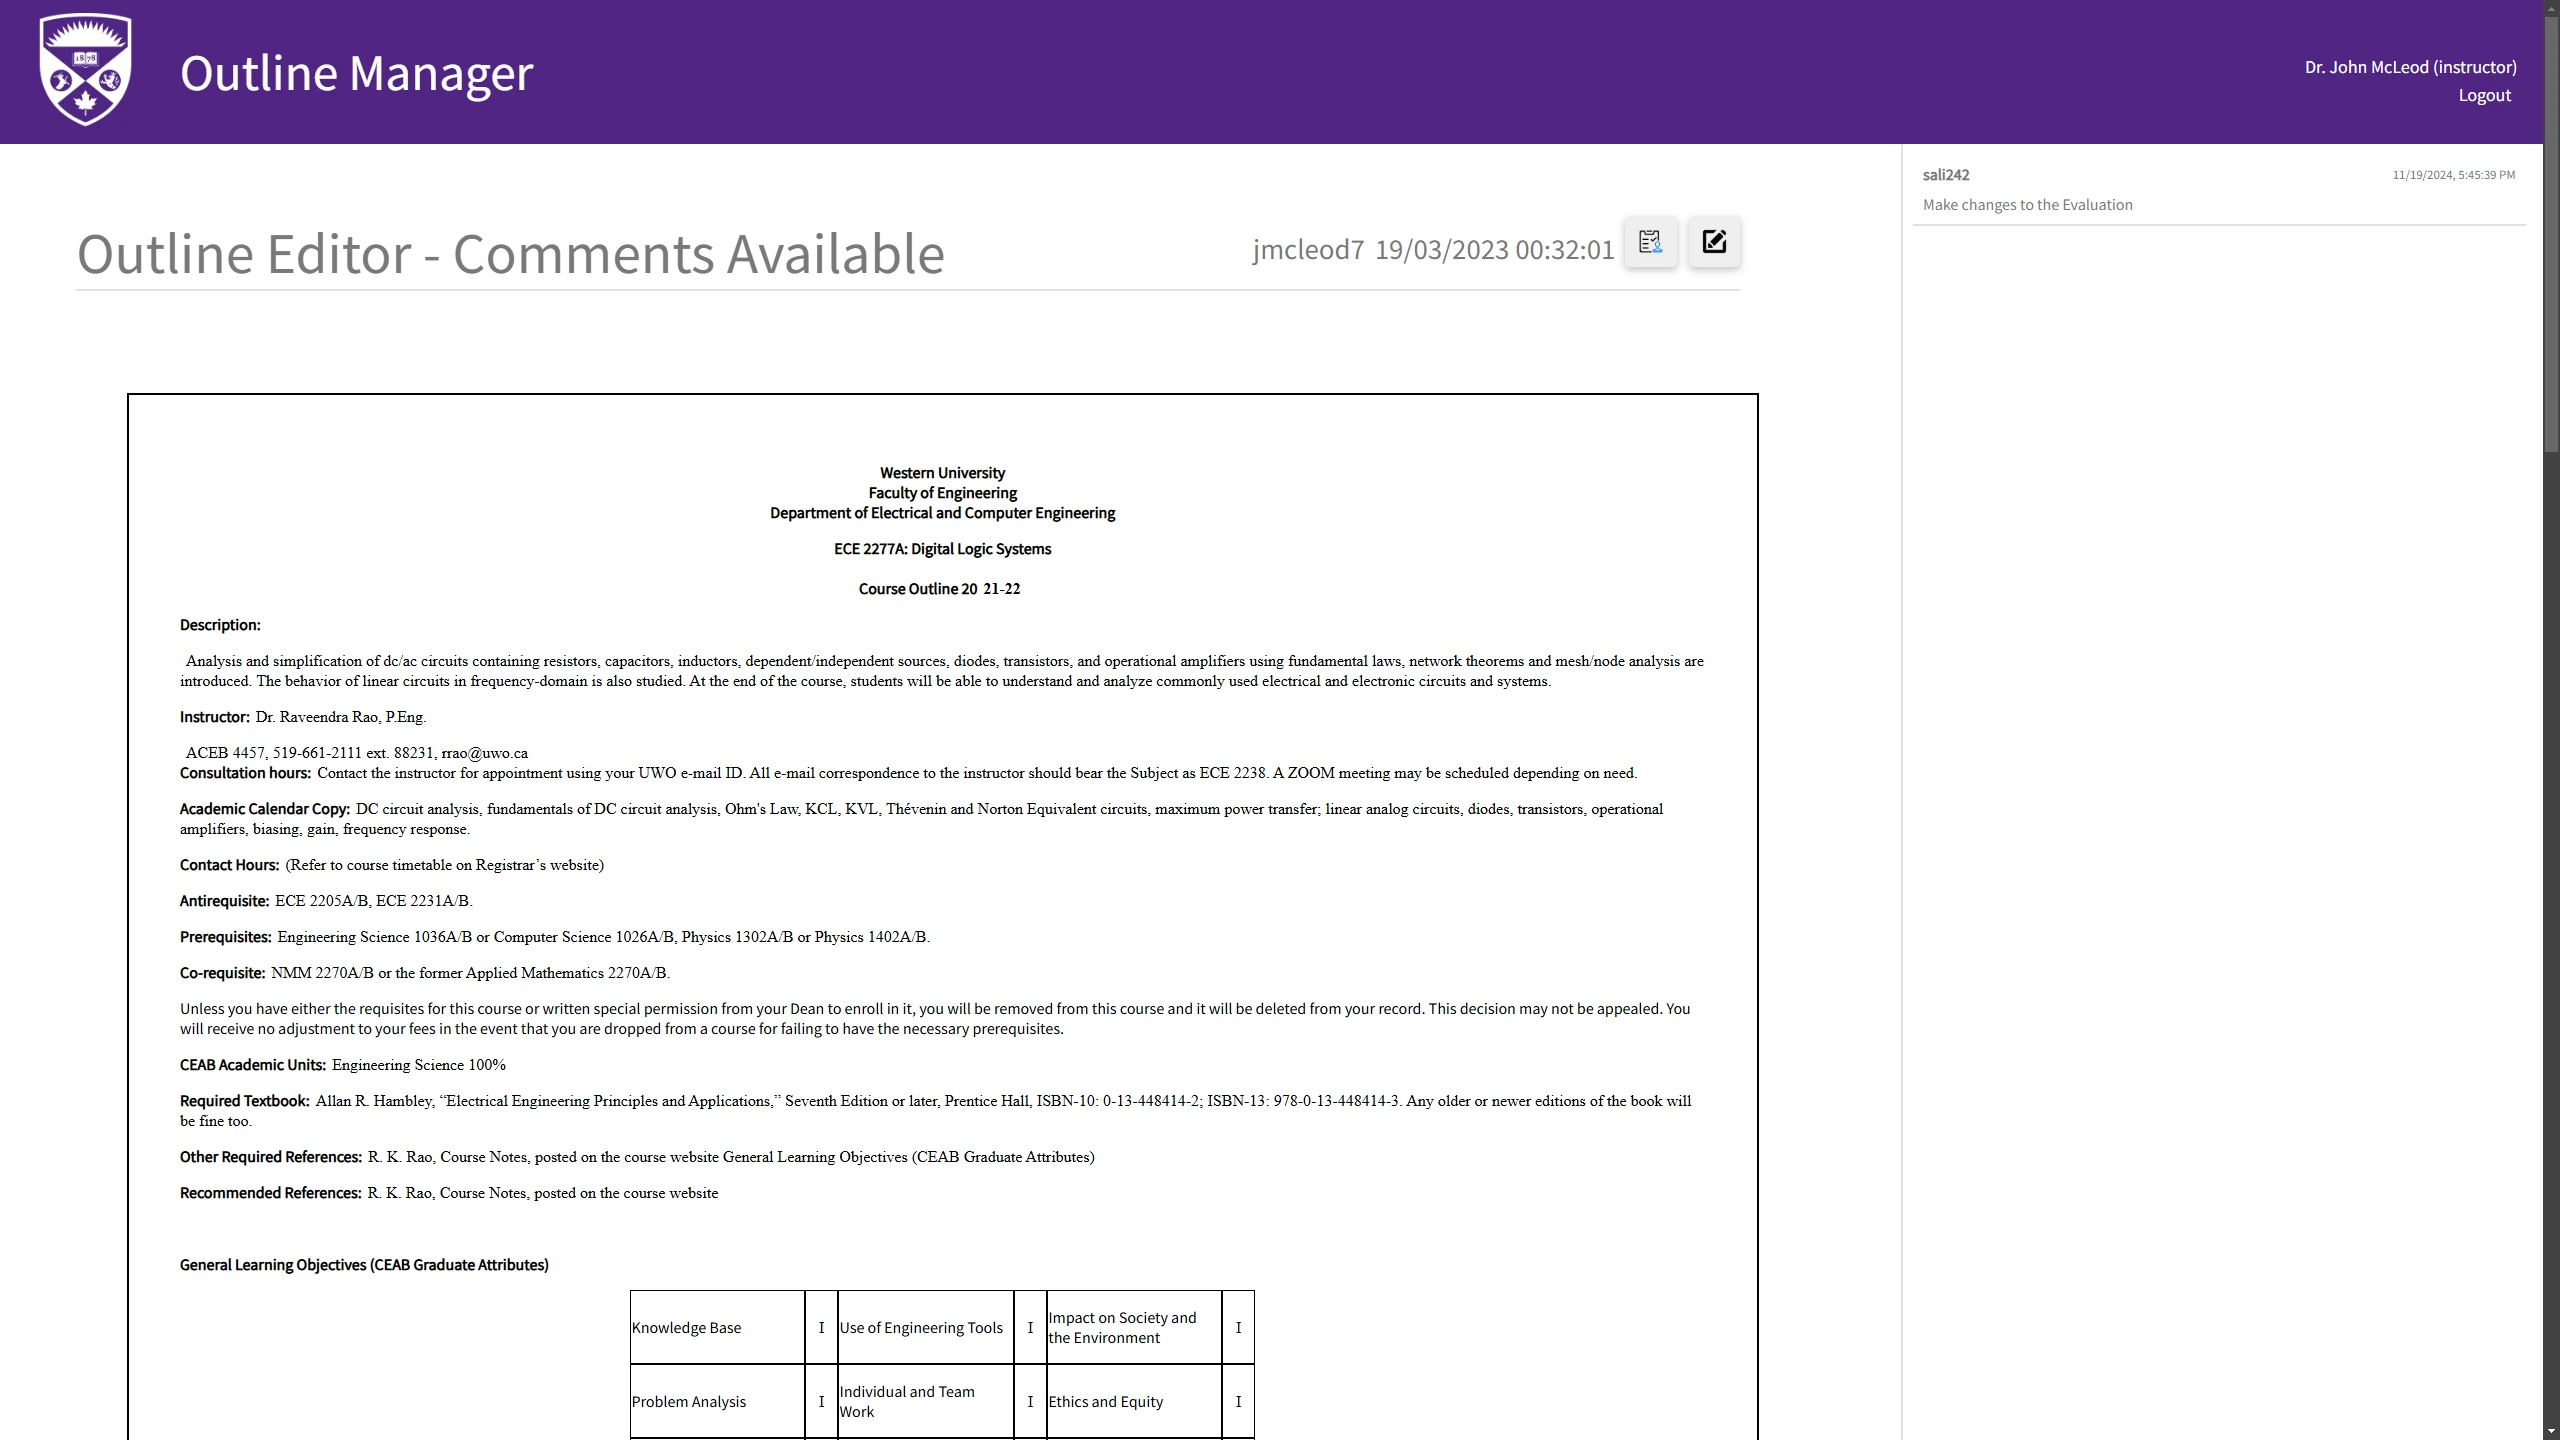 1878
Outline Manager
Dr. John McLeod (instructor)
Logout
Outline Editor - Comments Available
jmcleod7 19/03/2023 00:32:01
sali242
11/19/2024, 5:45:39 PM
Make changes to the Evaluation
Western University
Faculty of Engineering
Department of Electrical and Computer Engineering
ECE 2277A: Digital Logic Systems
Course Outline 20 21-22
Description:
Analysis and simplification of dc/ac circuits containing resistors, capacitors, inductors, dependent/independent sources, diodes, transistors, and operational amplifiers using fundamental laws, network theorems and mesh/node analysis are
introduced. The behavior of linear circuits in frequency-domain is also studied. At the end of the course, students will be able to understand and analyze commonly used electrical and electronic circuits and systems.
Instructor: Dr. Raveendra Rao, P.Eng.
ACEB 4457, 519-661-2111 ext. 88231, rrao@uwo.ca
Consultation hours: Contact the instructor for appointment using your UWO e-mail ID. All e-mail correspondence to the instructor should bear the Subject as ECE 2238. A ZOOM meeting may be scheduled depending on need.
Academic Calendar Copy: DC circuit analysis, fundamentals of DC circuit analysis, Ohm's Law, KCL, KVL, Thévenin and Norton Equivalent circuits, maximum power transfer; linear analog circuits, diodes, transistors, operational
amplifiers, biasing, gain, frequency response.
Contact Hours: (Refer to course timetable on Registrar’s website)
Antirequisite: ECE 2205A/B, ECE 2231A/B.
Prerequisites: Engineering Science 1036A/B or Computer Science 1026A/B, Physics 1302A/B or Physics 1402A/B.
Co-requisite: NMM 2270A/B or the former Applied Mathematics 2270A/B.
Unless you have either the requisites for this course or written special permission from your Dean to enroll in it, you will be removed from this course and it will be deleted from your record. This decision may not be appealed. You
will receive no adjustment to your fees in the event that you are dropped from a course for failing to have the necessary prerequisites.
CEAB Academic Units: Engineering Science 100%
Required Textbook: Allan R. Hambley, “Electrical Engineering Principles and Applications,” Seventh Edition or later, Prentice Hall, ISBN-10: 0-13-448414-2; ISBN-13: 978-0-13-448414-3. Any older or newer editions of the book will
be fine too.
Other Required References: R. K. Rao, Course Notes, posted on the course website General Learning Objectives (CEAB Graduate Attributes)
Recommended References: R. K. Rao, Course Notes, posted on the course website
General Learning Objectives (CEAB Graduate Attributes)
Knowledge Base I Use of Engineering Tools I Impact on Society and
the Environment I
Problem Analysis I Individual and Team
Work I Ethics and Equity I